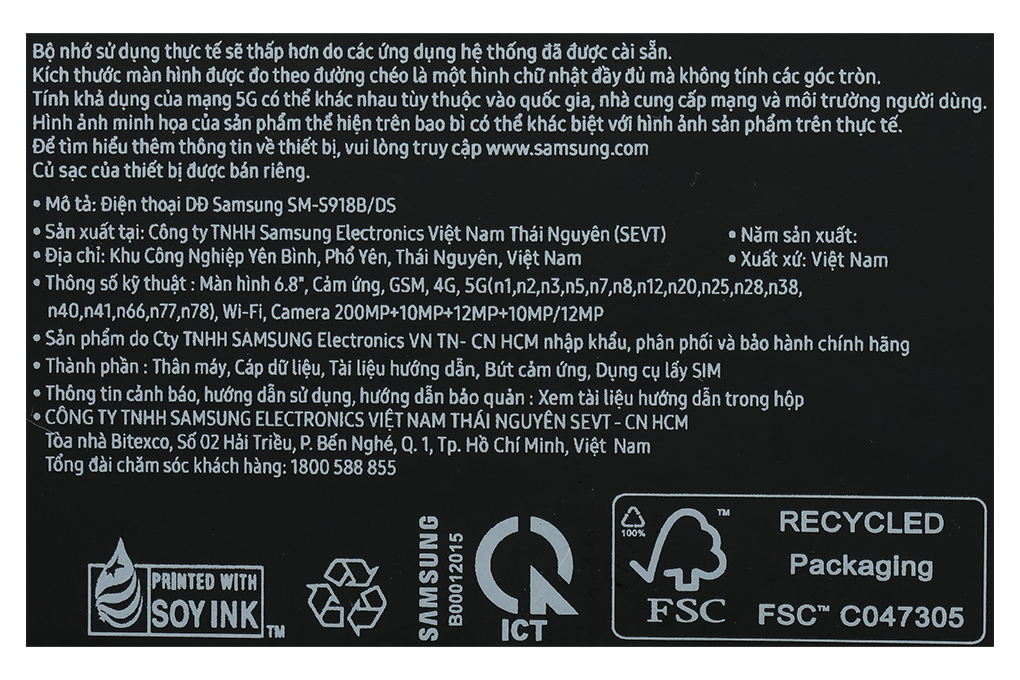 Bộ nhớ sử dụng thực tế sẽ thấp hơn do các ứng dụng hệ thống đã được cài sẵn.
Kích thước màn hình được đo theo đường chéo là một hình chữ nhật đầy đủ mà không tính các góc tròn.
Tính khả dụng của mạng 5G có thể khác nhau tùy thuộc vào quốc gia, nhà cung cấp mạng và môi trường người dùng.
Hình ảnh minh họa của sản phẩm thể hiện trên bao bì có thể khác biệt với hình ảnh sản phẩm trên thực tế.
Để tìm hiểu thêm thông tin về thiết bị, vui lòng truy cập www.samsung.com
Củ sạc của thiết bị được bán riêng.
• Mô tả: Điện thoại DĐ Samsung SM-S918B/DS
• Sản xuất tại: Công ty TNHH Samsung Electronics Việt Nam Thái Nguyên (SEVT)
• Năm sản xuất:
• Địa chỉ: Khu Công Nghiệp Yên Bình, Phổ Yên, Thái Nguyên, Việt Nam
• Xuất xứ: Việt Nam
• Thông số kỹ thuật : Màn hình 6.8", Cảm ứng, GSM, 4G, 5G(n1,n2,n3,n5,n7,n8,n12,n20,n25,n28,n38,
n40,n41,n66,n77,n78), Wi-Fi, Camera 200MP+10MP+12MP+10MP/12MP
• Sản phẩm do Cty TNHH SAMSUNG Electronics VN TN- CN HCM nhập khẩu, phân phối và bảo hành chính hãng
• Thành phần : Thân máy, Cáp dữ liệu, Tài liệu hướng dẫn, Bút cảm ứng, Dụng cụ lấy SIM
• Thông tin cảnh báo, hướng dẫn sử dụng, hướng dẫn bảo quản : Xem tài liệu hướng dẫn trong hộp
• CÔNG TY TNHH SAMSUNG ELECTRONICS VIỆT NAM THÁI NGUYÊN SEVT - CN HCM
Tòa nhà Bitexco, Số 02 Hải Triều, P. Bến Nghé, Q. 1, Tp. Hồ Chí Minh, Việt Nam
Tổng đài chăm sóc khách hàng: 1800 588 855
PRINTED WITH
SOY INK
TM
SAMSUNG
B00012015
ICT
100%
TM
FSC
RECYCLED
Packaging
FSC™ C047305